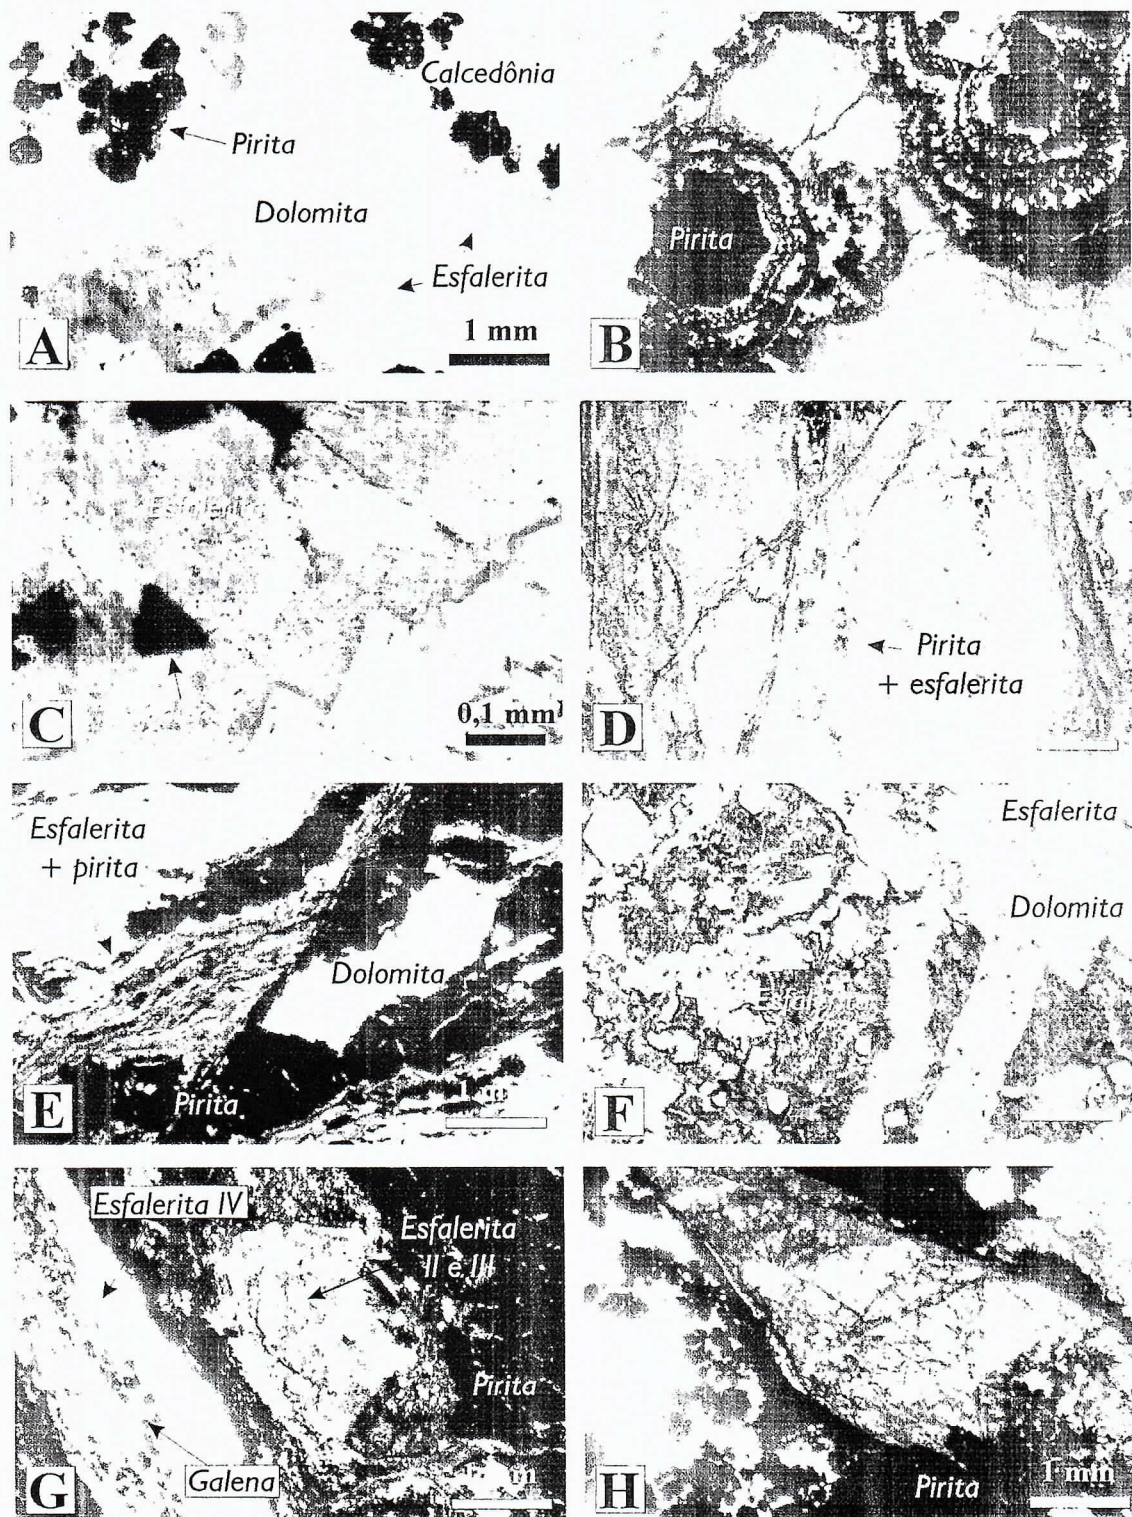 Calcedônia
Pirita
Dolomita
Esfalerita
A
1 mm
Pirita
B
C
0,1 mm
Pirita
+ esfalerita
D
Esfalerita
+ pirita
Dolomita
Pirita
E
Esfalerita
Dolomita
Esfalerita
F
Esfalerita IV
Esfalerita
II e III
Pirita
Galena
G
Pirita
1 mm
H